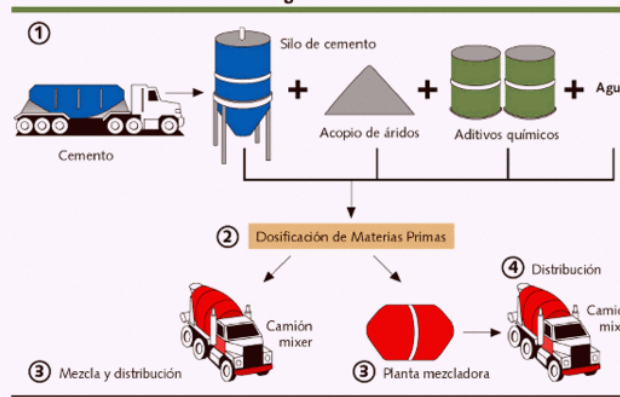 1
Silo de cemento
Cemento
Acopio de áridos
Aditivos químicos
2 Dosificación de Materias Primas
4 Distribución
Camión
mixer
3 Mezcla y distribución
3 Planta mezcladora